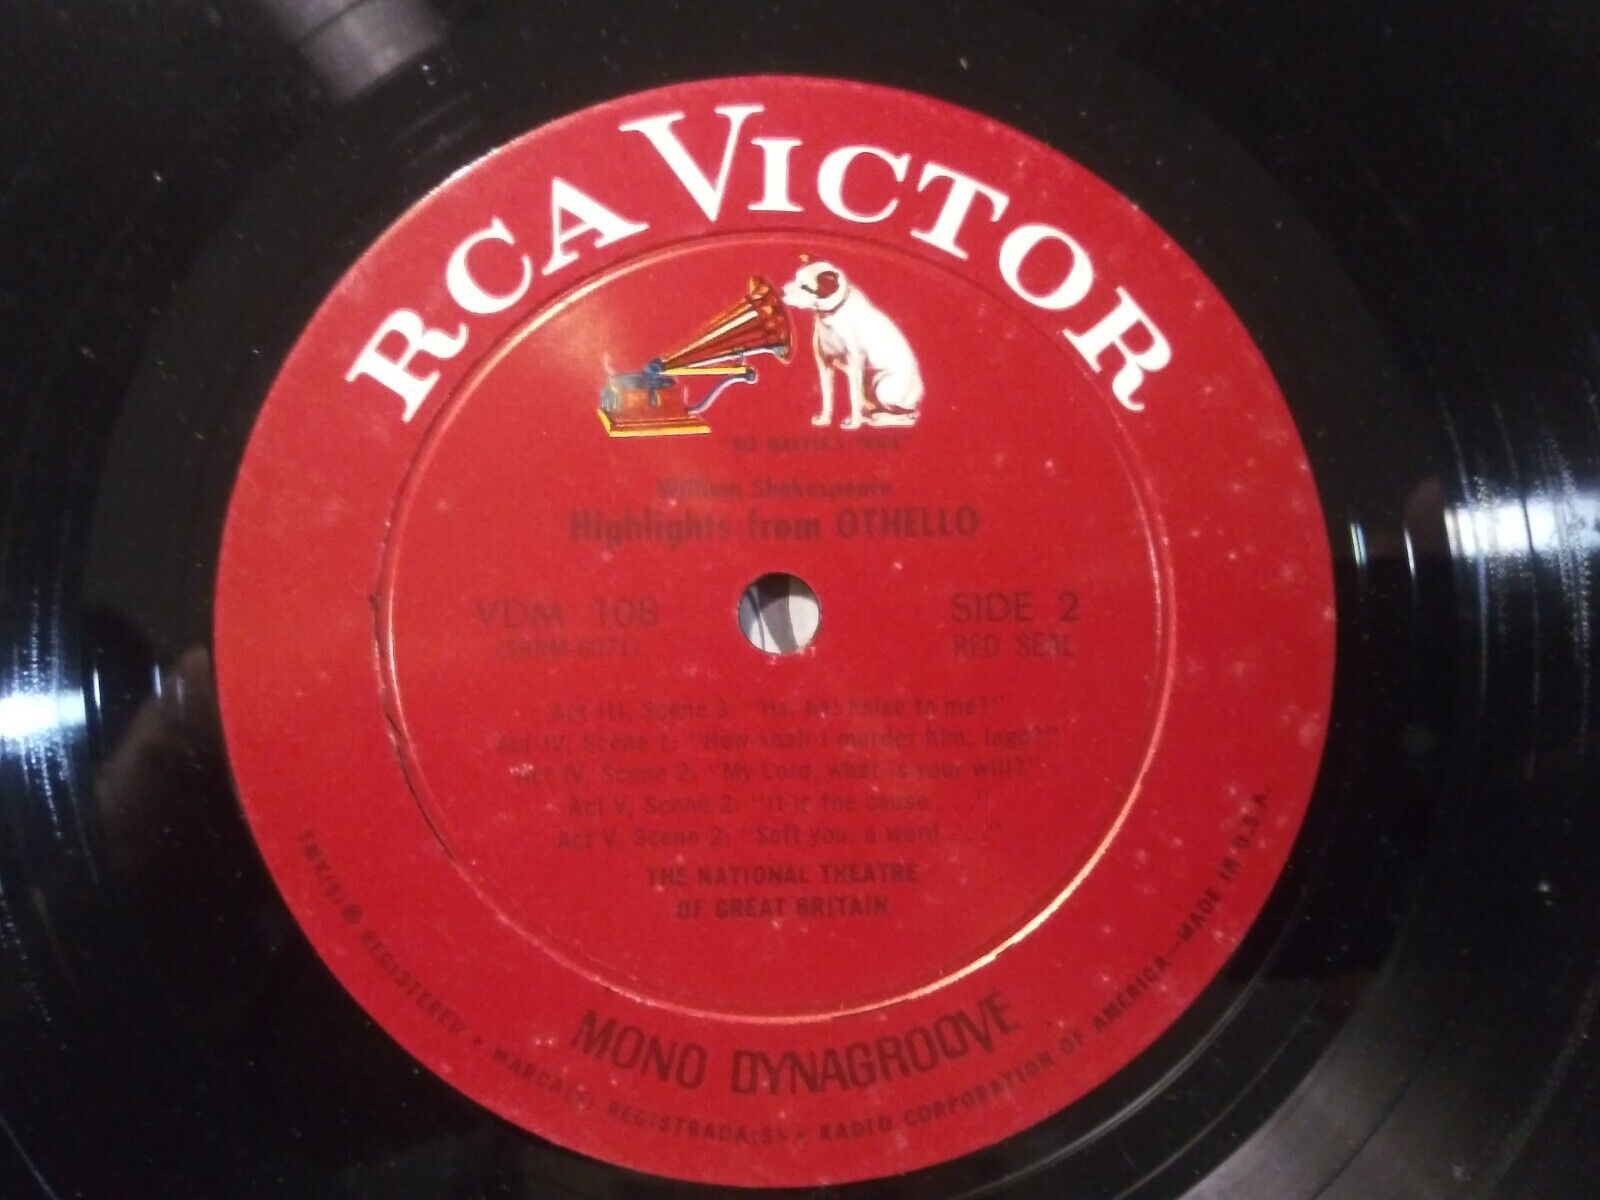 RCA VICTOR
"HIS MASTER'S VOICE"
William Shakespeare
Highlights from OTHELLO
VDM 108
SIDE 2
RED SEAL
Act III, Scene 3: "Ha, ha! false to me?"
Act IV, Scene 1: "How shall I murder him, Iago?"
Act IV, Scene 2: "My Lord, what is your will?"
Act V, Scene 2: "It is the cause . . ."
Act V, Scene 2: "Soft you; a word . . ."
THE NATIONAL THEATRE
OF GREAT BRITAIN
MONO DYNAGROOVE
TMK(S) ® REGISTERED • MARCA(S) REGISTRADA(S) • RADIO CORPORATION OF AMERICA—MADE IN U.S.A.